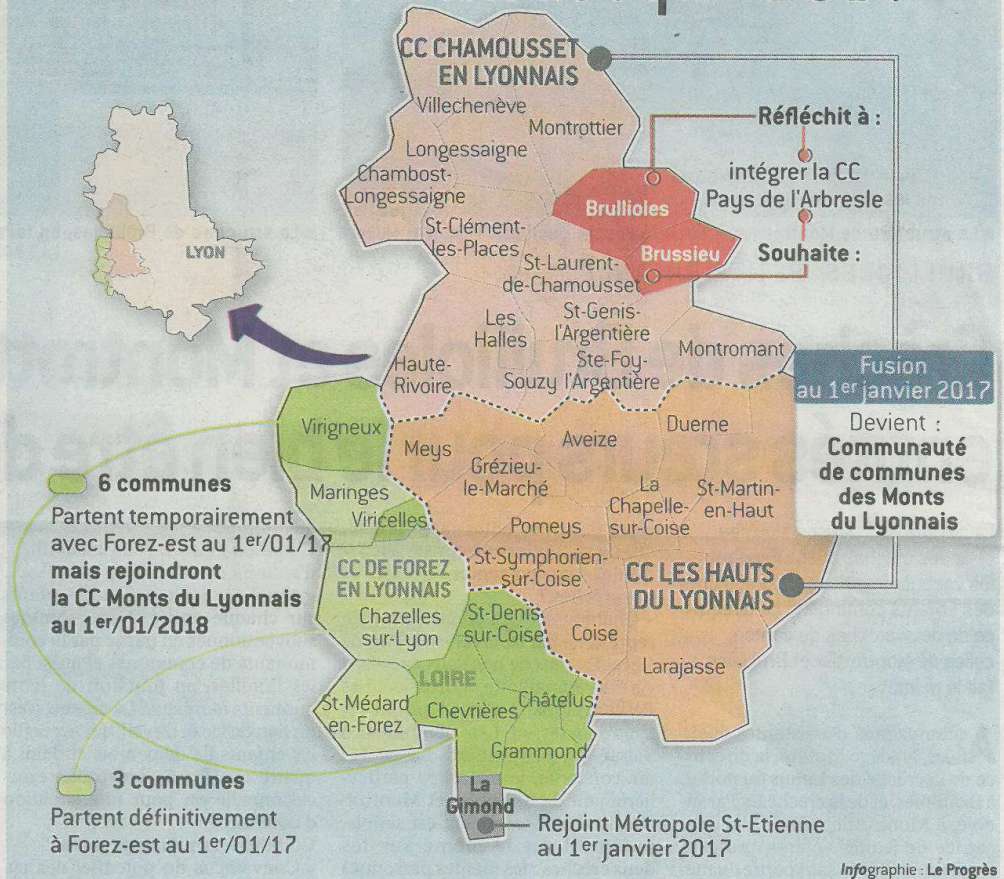 CC CHAMOUSSET
EN LYONNAIS
Villechenève
Montrottier
Longessaigne
Chambost-
Longessaigne
St-Clément-
les-Places
Brullioles
Brussieu
St-Laurent-
de-Chamousset
Les
Halles
St-Genis-
l'Argentière
Haute-
Rivoire
Souzy
Ste-Foy-
l'Argentière
Montromant
Réfléchit à :
intégrer la CC
Pays de l'Arbresle
Souhaite :
LYON
Fusion
au 1er janvier 2017
Devient :
Communauté
de communes
des Monts
du Lyonnais
Virigneux
Maringes
Viricelles
CC DE FOREZ
EN LYONNAIS
Chazelles
sur-Lyon
St-Denis
sur-Coise
LOIRE
St-Médard
en-Forez
Chevrières
Châtelus
Grammond
La
Gimond
Meys
Aveize
Duerne
Grézieu-
le-Marché
La
Chapelle-
sur-Coise
St-Martin-
en-Haut
Pomeys
St-Symphorien-
sur-Coise
CC LES HAUTS
DU LYONNAIS
Coise
Larajasse
6 communes
Partent temporairement
avec Forez-est au 1er/01/17
mais rejoindront
la CC Monts du Lyonnais
au 1er/01/2018
3 communes
Partent définitivement
à Forez-est au 1er/01/17
Rejoint Métropole St-Etienne
au 1er janvier 2017
Infographie : Le Progrès